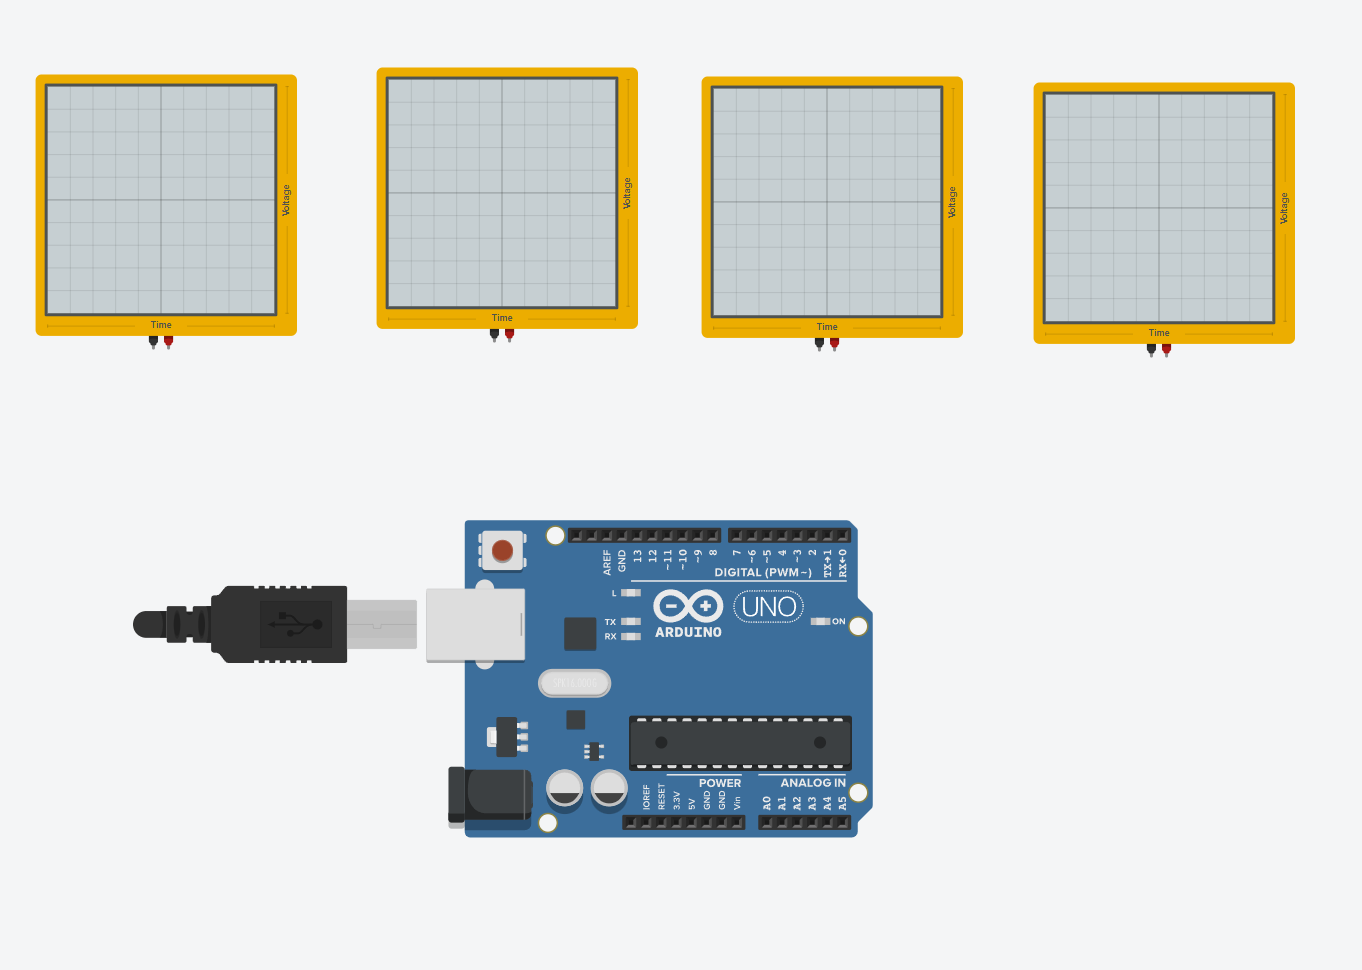 Voltage
Time
Voltage
Time
Voltage
Time
Voltage
Time
AREF
GND
13
12
~11
~10
~9
8
7
~6
~5
4
~3
2
TX→1
RX←0
DIGITAL (PWM~)
L
TX
RX
ARDUINO
UNO
ON
POWER
ANALOG IN
IOREF
RESET
3.3V
5V
GND
GND
Vin
A0
A1
A2
A3
A4
A5